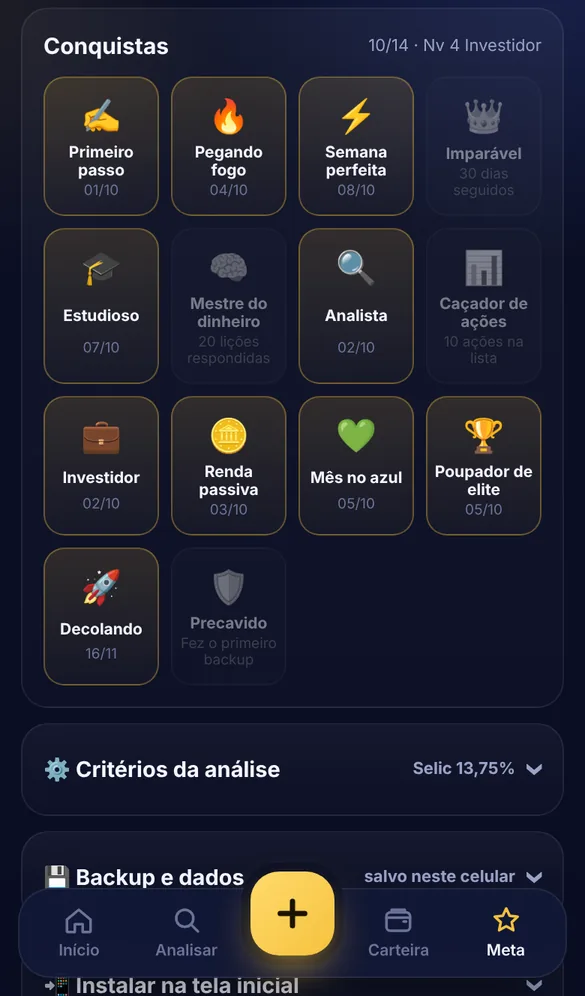 Conquistas
10/14 · Nv 4 Investidor
Primeiro
passo
01/10
Pegando
fogo
04/10
Semana
perfeita
08/10
Imparável
30 dias
seguidos
Estudioso
07/10
Mestre do
dinheiro
20 lições
respondidas
Analista
02/10
Caçador de
ações
10 ações na
lista
Investidor
02/10
Renda
passiva
03/10
Mês no azul
05/10
Poupador de
elite
05/10
Decolando
16/11
Precavido
Fez o primeiro
backup
Critérios da análise
Selic 13,75%
Backup e dados
salvo neste celular
Início
Analisar
+
Carteira
Meta
Instalar na tela inicial